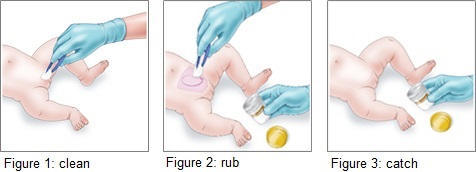 Figure 1: clean
Figure 2: rub
Figure 3: catch